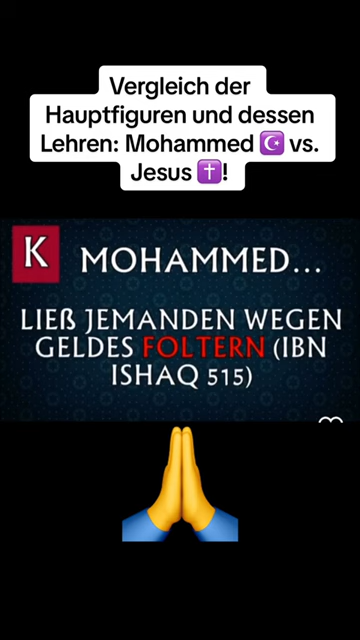 Vergleich der
Hauptfiguren und dessen
Lehren: Mohammed ☪️ vs.
Jesus ✝️!
K
MOHAMMED...
LIEß JEMANDEN WEGEN
GELDES FOLTERN (IBN
ISHAQ 515)